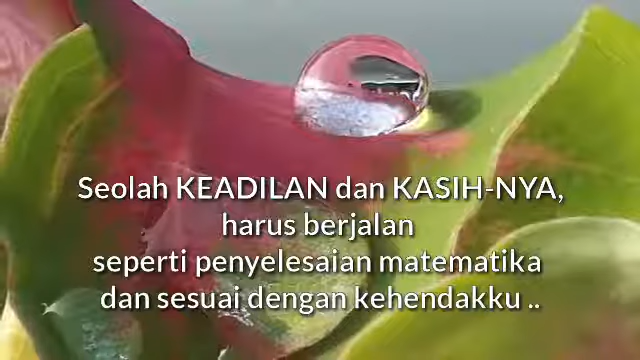 Seolah KEADILAN dan KASIH-NYA,
harus berjalan
seperti penyelesaian matematika
dan sesuai dengan kehendakku ..